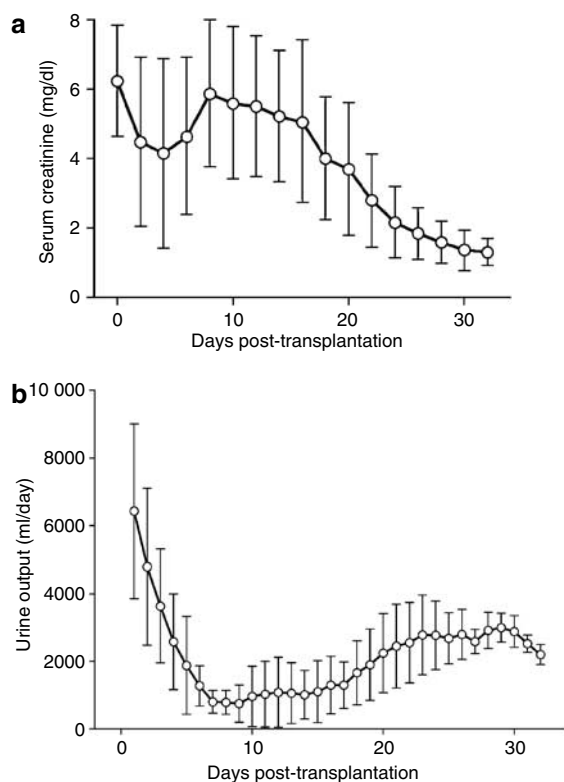 a
Serum creatinine (mg/dl)
8
6
4
2
0
0 10 20 30
Days post-transplantation
b
Urine output (ml/day)
10 000
8000
6000
4000
2000
0
0 10 20 30
Days post-transplantation